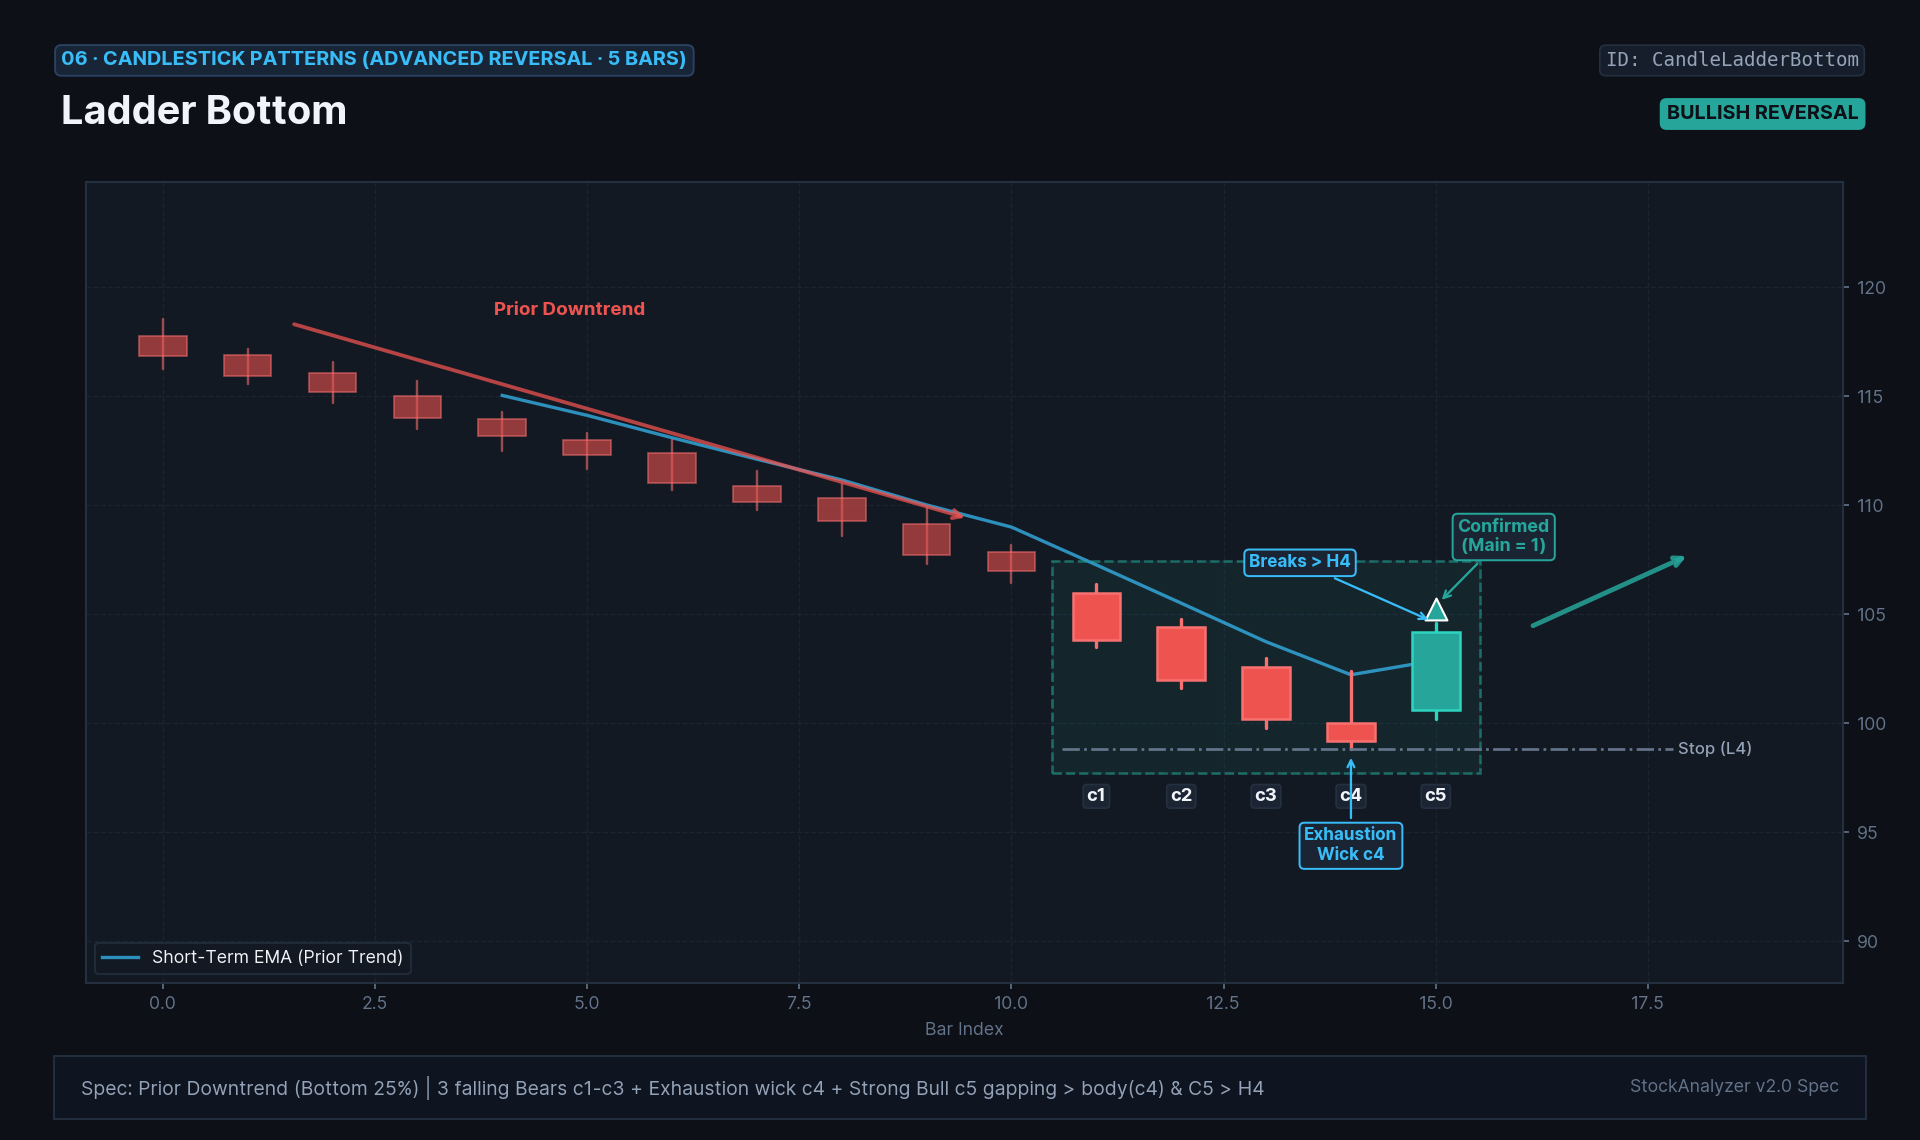 06 · CANDLESTICK PATTERNS (ADVANCED REVERSAL · 5 BARS)
ID: CandleLadderBottom
Ladder Bottom
BULLISH REVERSAL
Prior Downtrend
120
115
110
105
100
95
90
Confirmed
(Main = 1)
Breaks > H4
Stop (L4)
c1
c2
c3
c4
c5
Exhaustion
Wick c4
Short-Term EMA (Prior Trend)
0.0
2.5
5.0
7.5
10.0
12.5
15.0
17.5
Bar Index
Spec: Prior Downtrend (Bottom 25%) | 3 falling Bears c1-c3 + Exhaustion wick c4 + Strong Bull c5 gapping > body(c4) & C5 > H4
StockAnalyzer v2.0 Spec